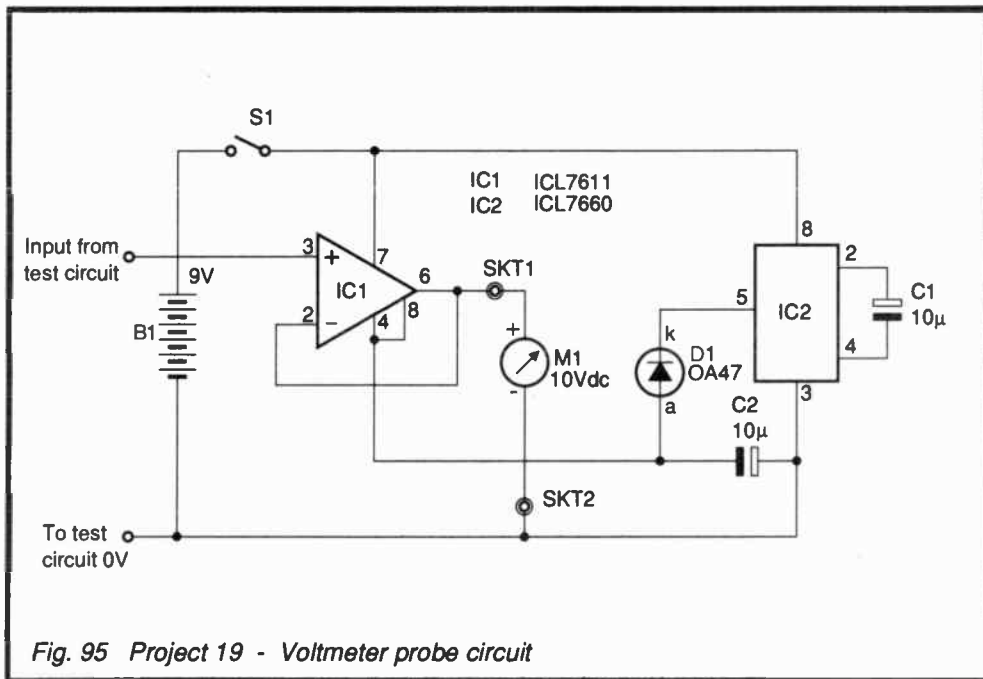 S1
IC1 ICL7611
IC2 ICL7660
Input from
test circuit
9V
B1
3
+
7
IC1
6
8
4
2
-
SKT1
+
M1
10Vdc
-
SKT2
8
2
5
IC2
C1
10µ
4
3
k
D1
OA47
a
C2
10µ
To test
circuit 0V
Fig. 95 Project 19 - Voltmeter probe circuit